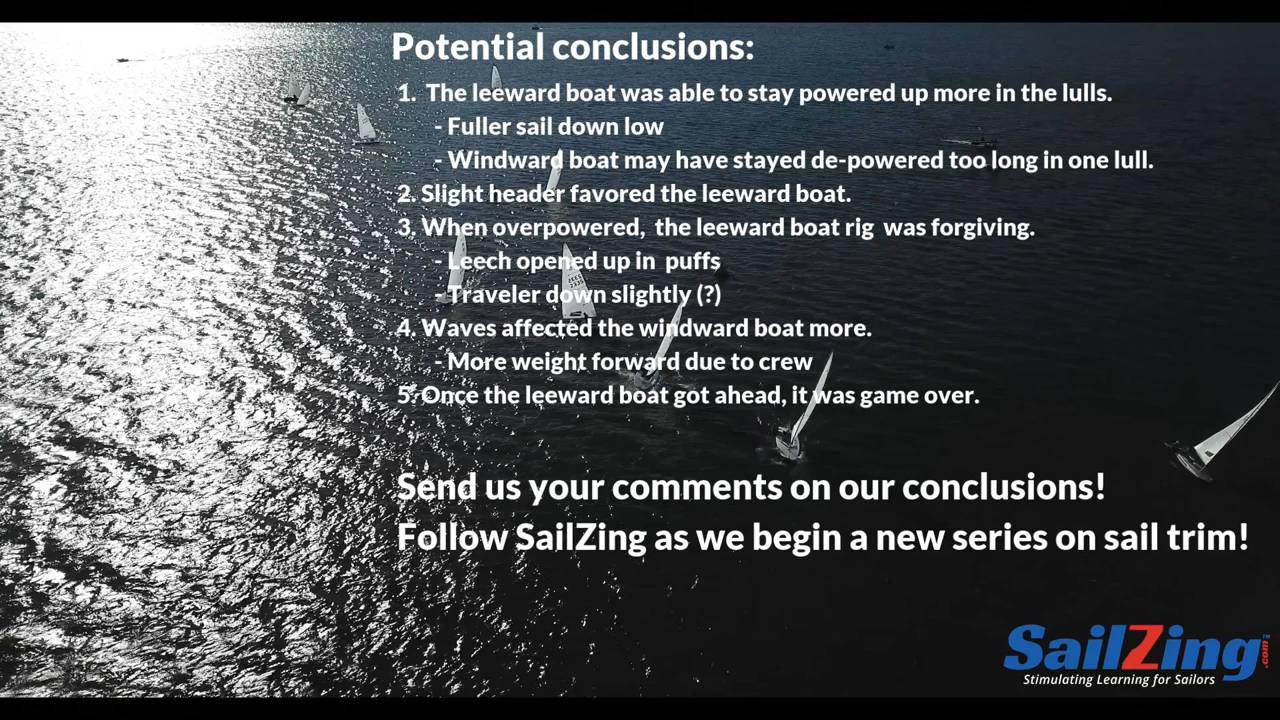 Potential conclusions:
1. The leeward boat was able to stay powered up more in the lulls.
- Fuller sail down low
- Windward boat may have stayed de-powered too long in one lull.
2. Slight header favored the leeward boat.
3. When overpowered, the leeward boat rig was forgiving.
- Leech opened up in puffs
- Traveler down slightly (?)
4. Waves affected the windward boat more.
- More weight forward due to crew
5. Once the leeward boat got ahead, it was game over.
Send us your comments on our conclusions!
Follow SailZing as we begin a new series on sail trim!
SailZing.com™
Stimulating Learning for Sailors